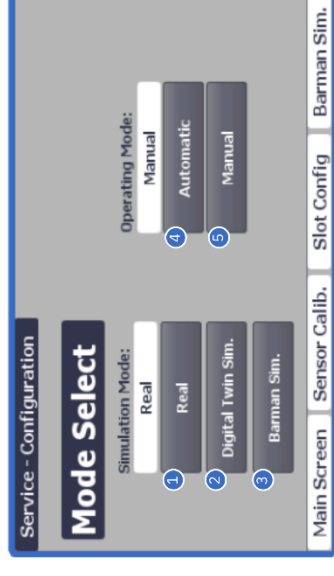 Service - Configuration
Mode Select
Simulation Mode:
Real
1 Real
2 Digital Twin Sim.
3 Barman Sim.
Operating Mode:
Manual
4 Automatic
5 Manual
Main Screen Sensor Calib. Slot Config Barman Sim.